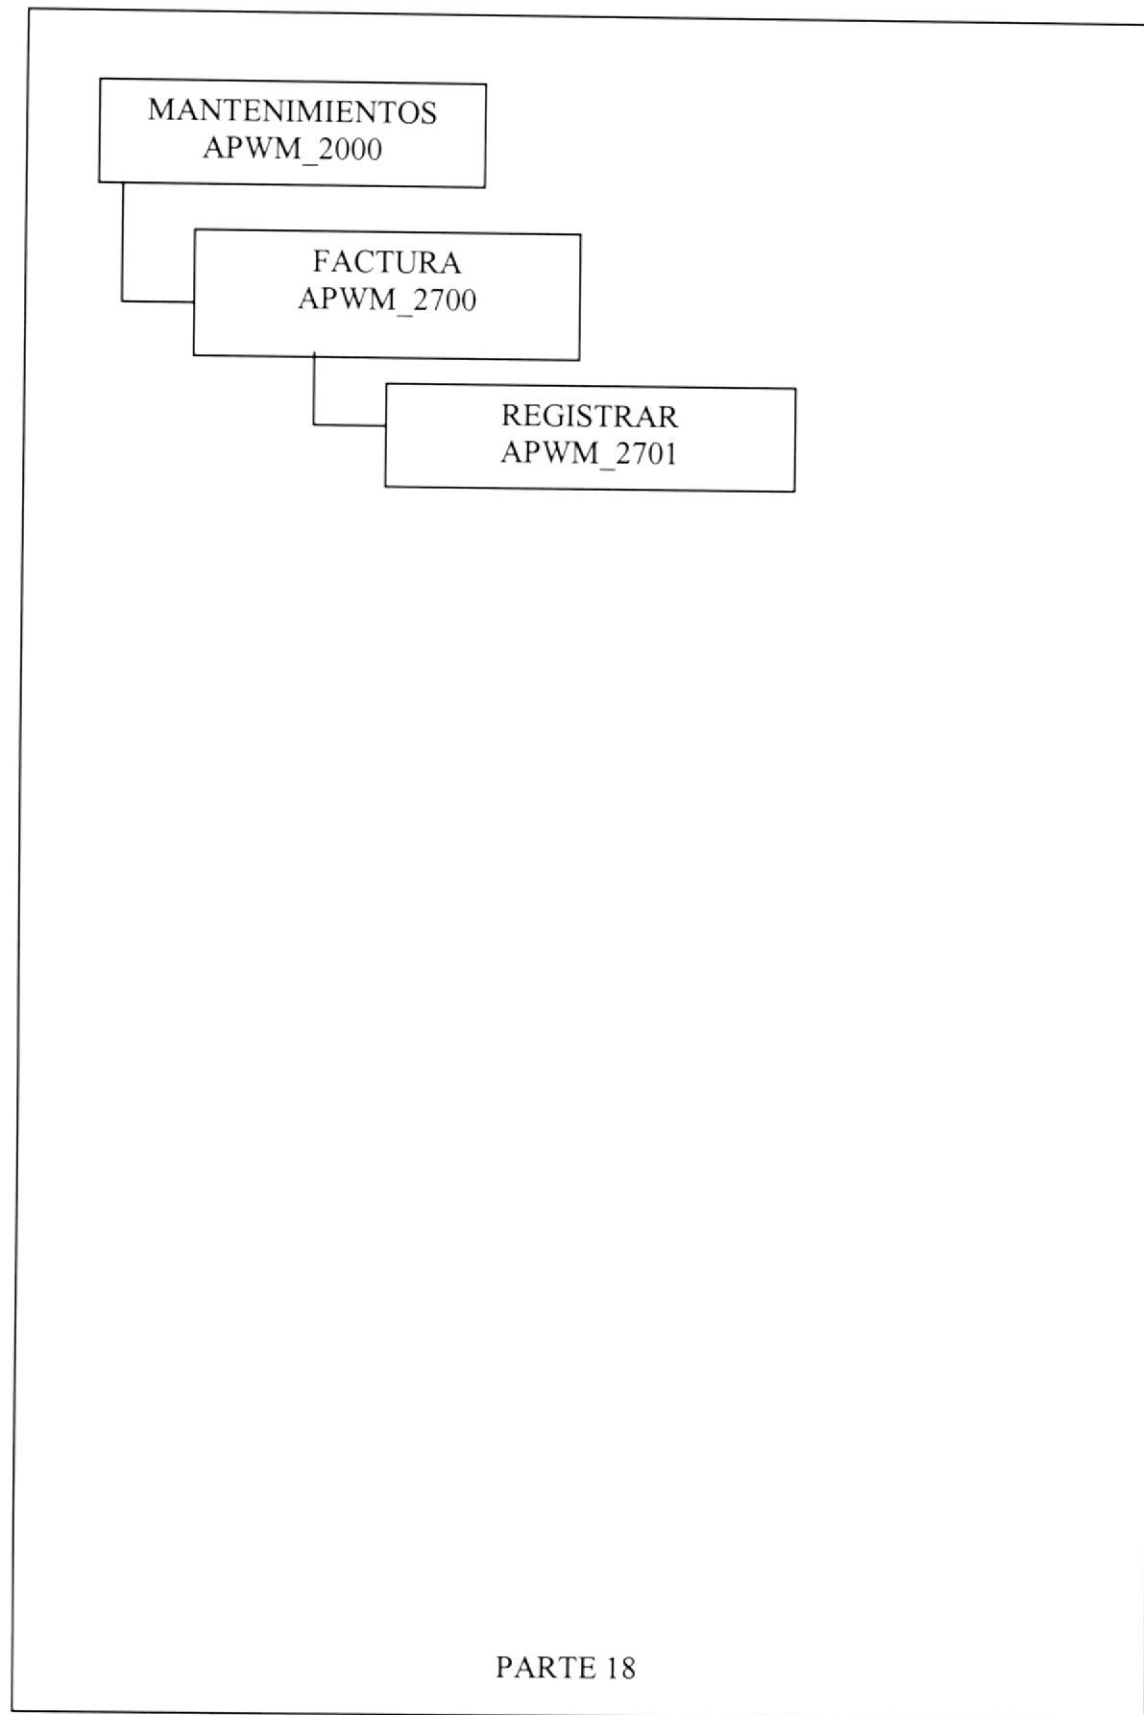 MANTENIMIENTOS
APWM_2000
FACTURA
APWM_2700
REGISTRAR
APWM_2701
PARTE 18